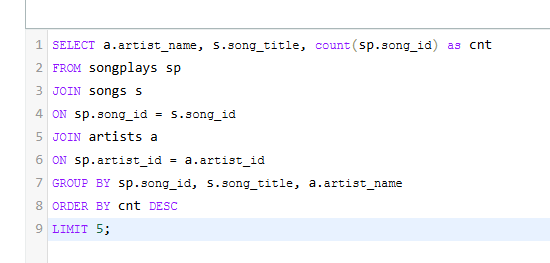 1 SELECT a.artist_name, s.song_title, count(sp.song_id) as cnt
2 FROM songplays sp
3 JOIN songs s
4 ON sp.song_id = s.song_id
5 JOIN artists a
6 ON sp.artist_id = a.artist_id
7 GROUP BY sp.song_id, s.song_title, a.artist_name
8 ORDER BY cnt DESC
9 LIMIT 5;